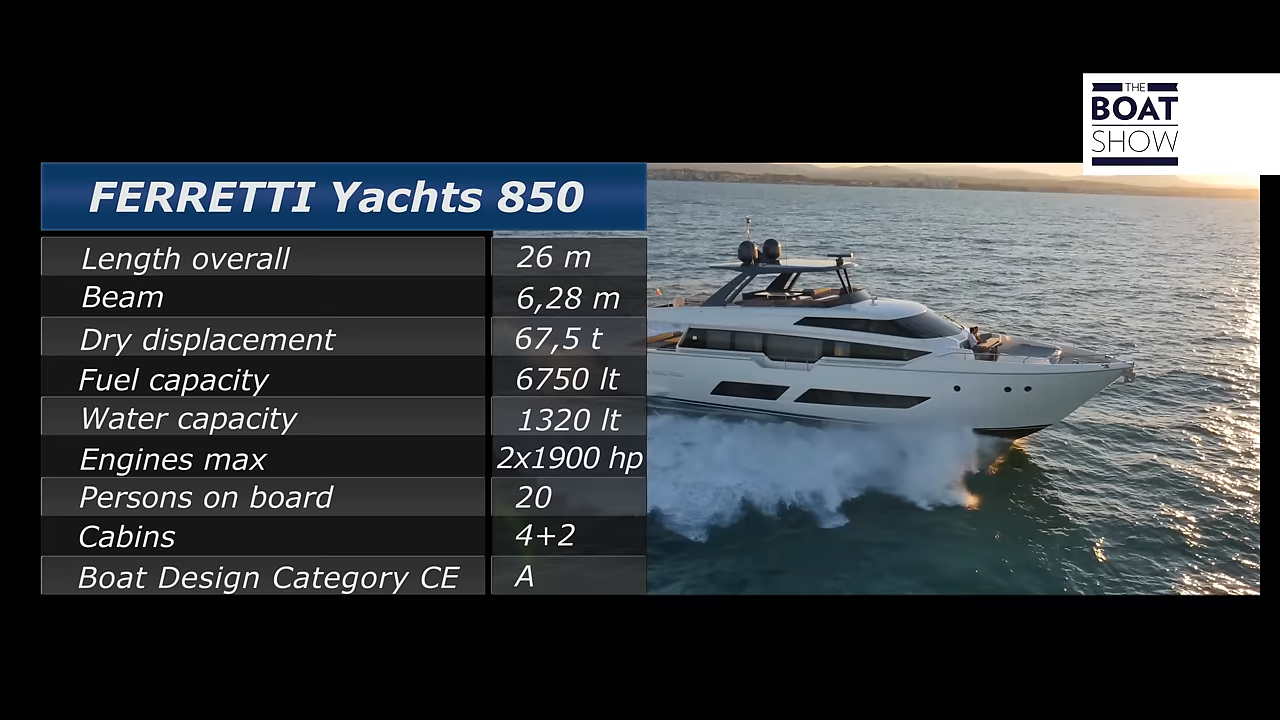 THE
BOAT
SHOW
FERRETTI Yachts 850
Length overall 26 m
Beam 6,28 m
Dry displacement 67,5 t
Fuel capacity 6750 lt
Water capacity 1320 lt
Engines max 2x1900 hp
Persons on board 20
Cabins 4+2
Boat Design Category CE A